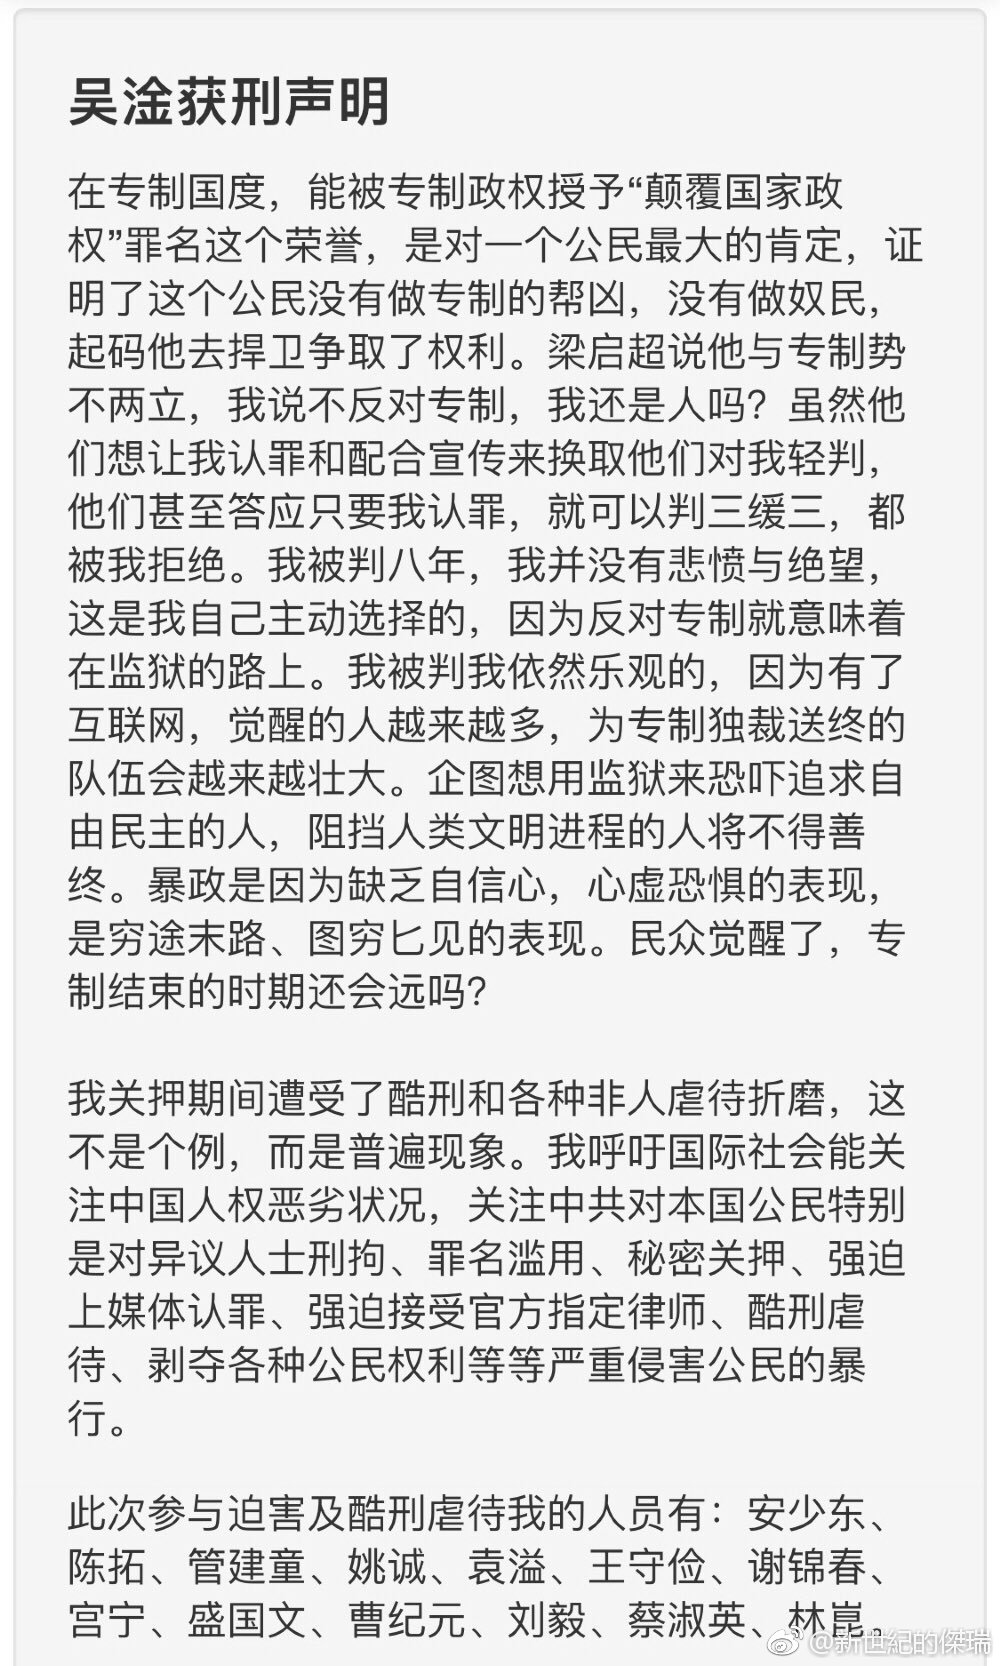 吴淦获刑声明
在专制国度，能被专制政权授予“颠覆国家政
权”罪名这个荣誉，是对一个公民最大的肯定，证
明了这个公民没有做专制的帮凶，没有做奴民，
起码他去捍卫争取了权利。梁启超说他与专制势
不两立，我说不反对专制，我还是人吗？虽然他
们想让我认罪和配合宣传来换取他们对我轻判，
他们甚至答应只要我认罪，就可以判三缓三，都
被我拒绝。我被判八年，我并没有悲愤与绝望，
这是我自己主动选择的，因为反对专制就意味着
在监狱的路上。我被判我依然乐观的，因为有了
互联网，觉醒的人越来越多，为专制独裁送终的
队伍会越来越壮大。企图想用监狱来恐吓追求自
由民主的人，阻挡人类文明进程的人将不得善
终。暴政是因为缺乏自信心，心虚恐惧的表现，
是穷途末路、图穷匕见的表现。民众觉醒了，专
制结束的时期还会远吗？
我关押期间遭受了酷刑和各种非人虐待折磨，这
不是个例，而是普遍现象。我呼吁国际社会能关
注中国人权恶劣状况，关注中共对本国公民特别
是对异议人士刑拘、罪名滥用、秘密关押、强迫
上媒体认罪、强迫接受官方指定律师、酷刑虐
待、剥夺各种公民权利等等严重侵害公民的暴
行。
此次参与迫害及酷刑虐待我的人员有：安少东、
陈拓、管建童、姚诚、袁溢、王守俭、谢锦春、
宫宁、盛国文、曹纪元、刘毅、蔡淑英、林崑。
@新世紀的傑瑞